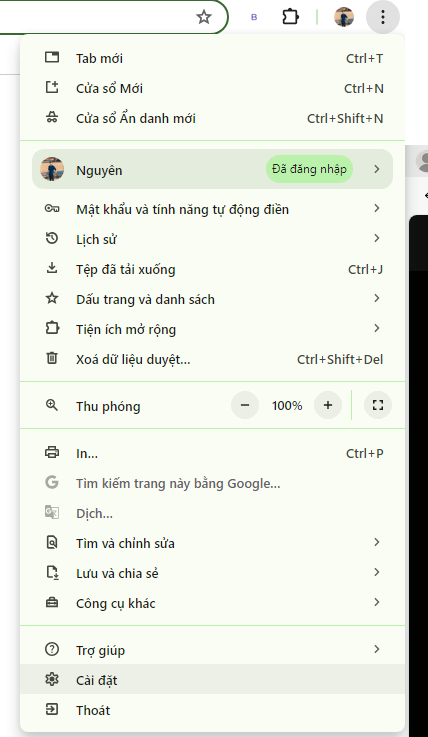 B
Tab mới Ctrl+T
Cửa sổ Mới Ctrl+N
Cửa sổ Ẩn danh mới Ctrl+Shift+N
Nguyên Đã đăng nhập
Mật khẩu và tính năng tự động điền
Lịch sử
Tệp đã tải xuống Ctrl+J
Dấu trang và danh sách
Tiện ích mở rộng
Xoá dữ liệu duyệt... Ctrl+Shift+Del
Thu phóng − 100% +
In... Ctrl+P
G Tìm kiếm trang này bằng Google...
Dịch...
Tìm và chỉnh sửa
Lưu và chia sẻ
Công cụ khác
Trợ giúp
Cài đặt
Thoát